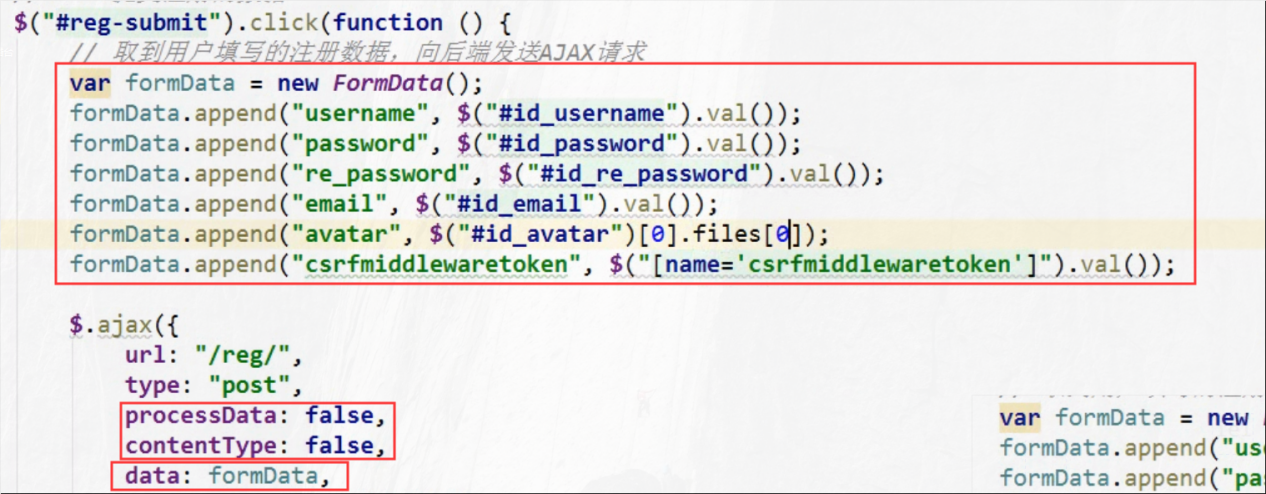 $("#reg-submit").click(function () {
// 取到用户填写的注册数据，向后端发送AJAX请求
var formData = new FormData();
formData.append("username", $("#id_username").val());
formData.append("password", $("#id_password").val());
formData.append("re_password", $("#id_re_password").val());
formData.append("email", $("#id_email").val());
formData.append("avatar", $("#id_avatar")[0].files[0]);
formData.append("csrfmiddlewaretoken", $("[name='csrfmiddlewaretoken']").val());
$.ajax({
url: "/reg/",
type: "post",
processData: false,
contentType: false,
data: formData,
var formData = new
formData.append("use
formData.append("pa